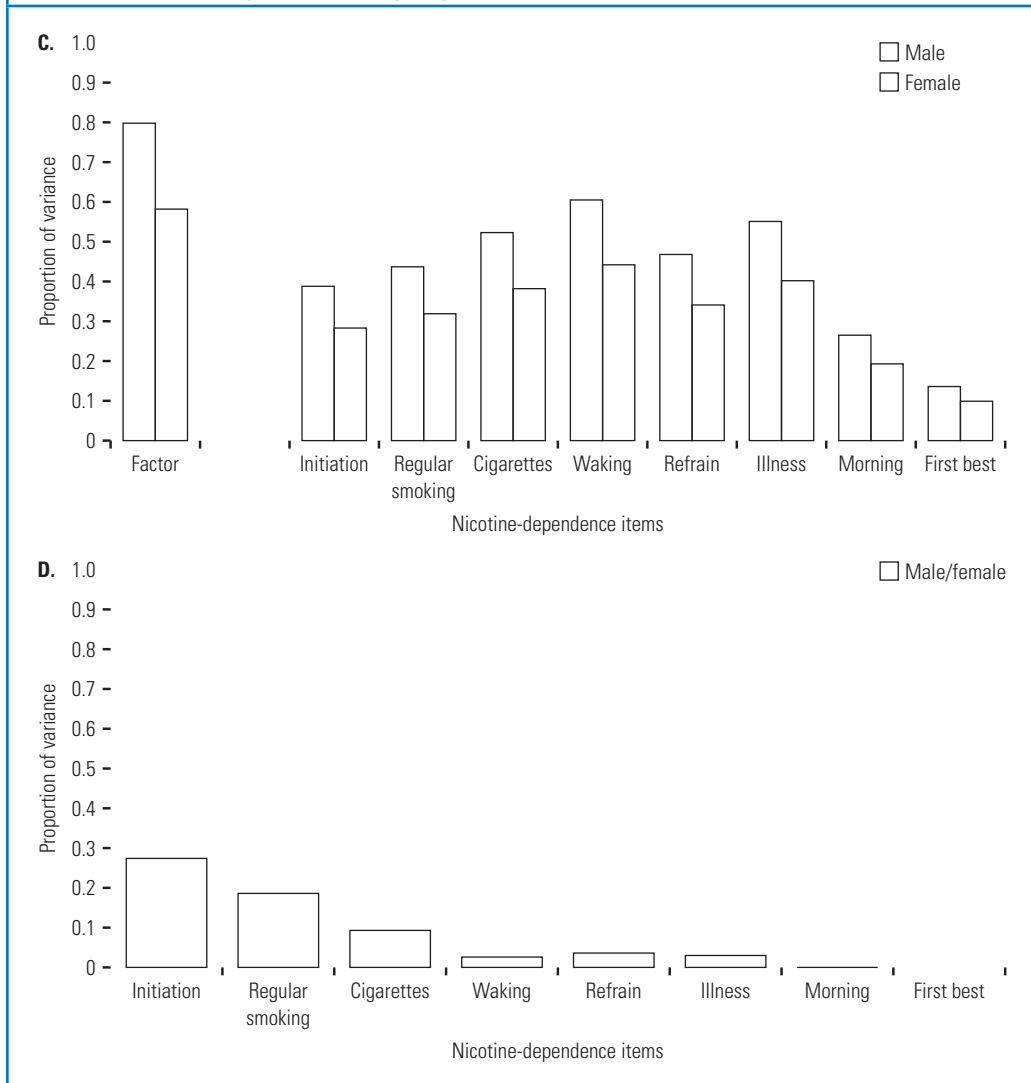 C.
1.0
0.9
0.8
0.7
0.6
0.5
0.4
0.3
0.2
0.1
0
Proportion of variance
Male
Female
Factor
Initiation
Regular
smoking
Cigarettes
Waking
Refrain
Illness
Morning
First best
Nicotine-dependence items
D.
1.0
0.9
0.8
0.7
0.6
0.5
0.4
0.3
0.2
0.1
0
Proportion of variance
Male/female
Initiation
Regular
smoking
Cigarettes
Waking
Refrain
Illness
Morning
First best
Nicotine-dependence items